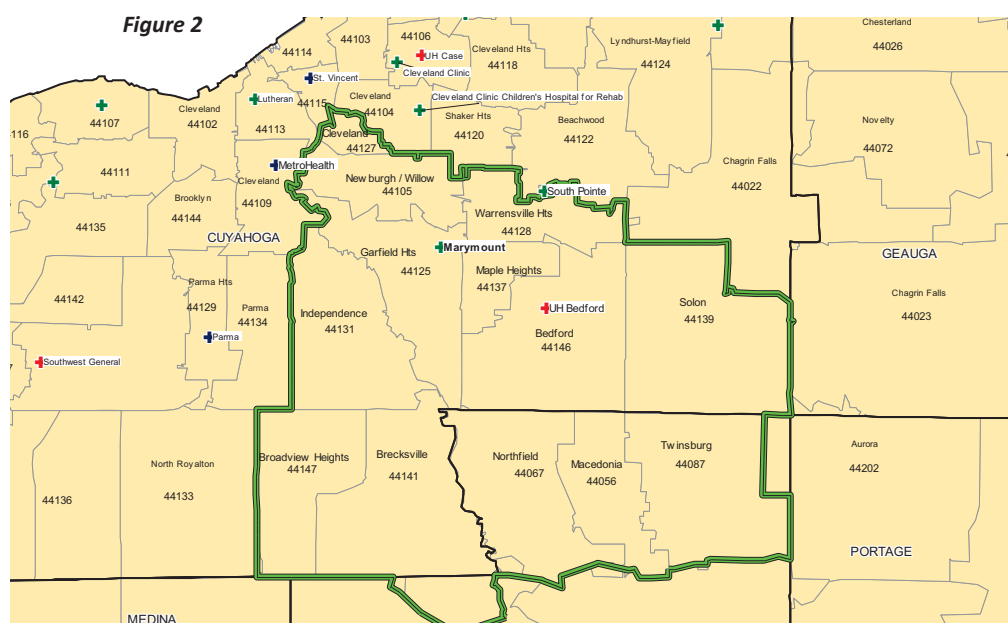 Figure 2
44106
Chesterland
44026
44103
44114
UH Case
Cleveland Hts
44118
Lyndhurst-Mayfield
44124
Cleveland Clinic
St. Vincent
Lutheran
44115
Cleveland
44104
Cleveland Clinic Children's Hospital for Rehab
44107
Cleveland
44102
44113
Shaker Hts
44120
Beachwood
44122
Novelty
44072
116
Cleveland
44127
44111
MetroHealth
Chagrin Falls
44022
Newburgh / Willow
44105
Cleveland
44109
South Pointe
Brooklyn
44144
44135
Warrensville Hts
44128
CUYAHOGA
Garfield Hts
44125
Marymount
GEAUGA
Maple Heights
44137
44142
Parma Hts
44129
Parma
44134
Independence
44131
UH Bedford
Bedford
44146
Solon
44139
Chagrin Falls
44023
Parma
Southwest General
North Royalton
44133
44136
Broadview Heights
44147
Brecksville
44141
Northfield
44067
Macedonia
44056
Twinsburg
44087
Aurora
44202
PORTAGE
MEDINA